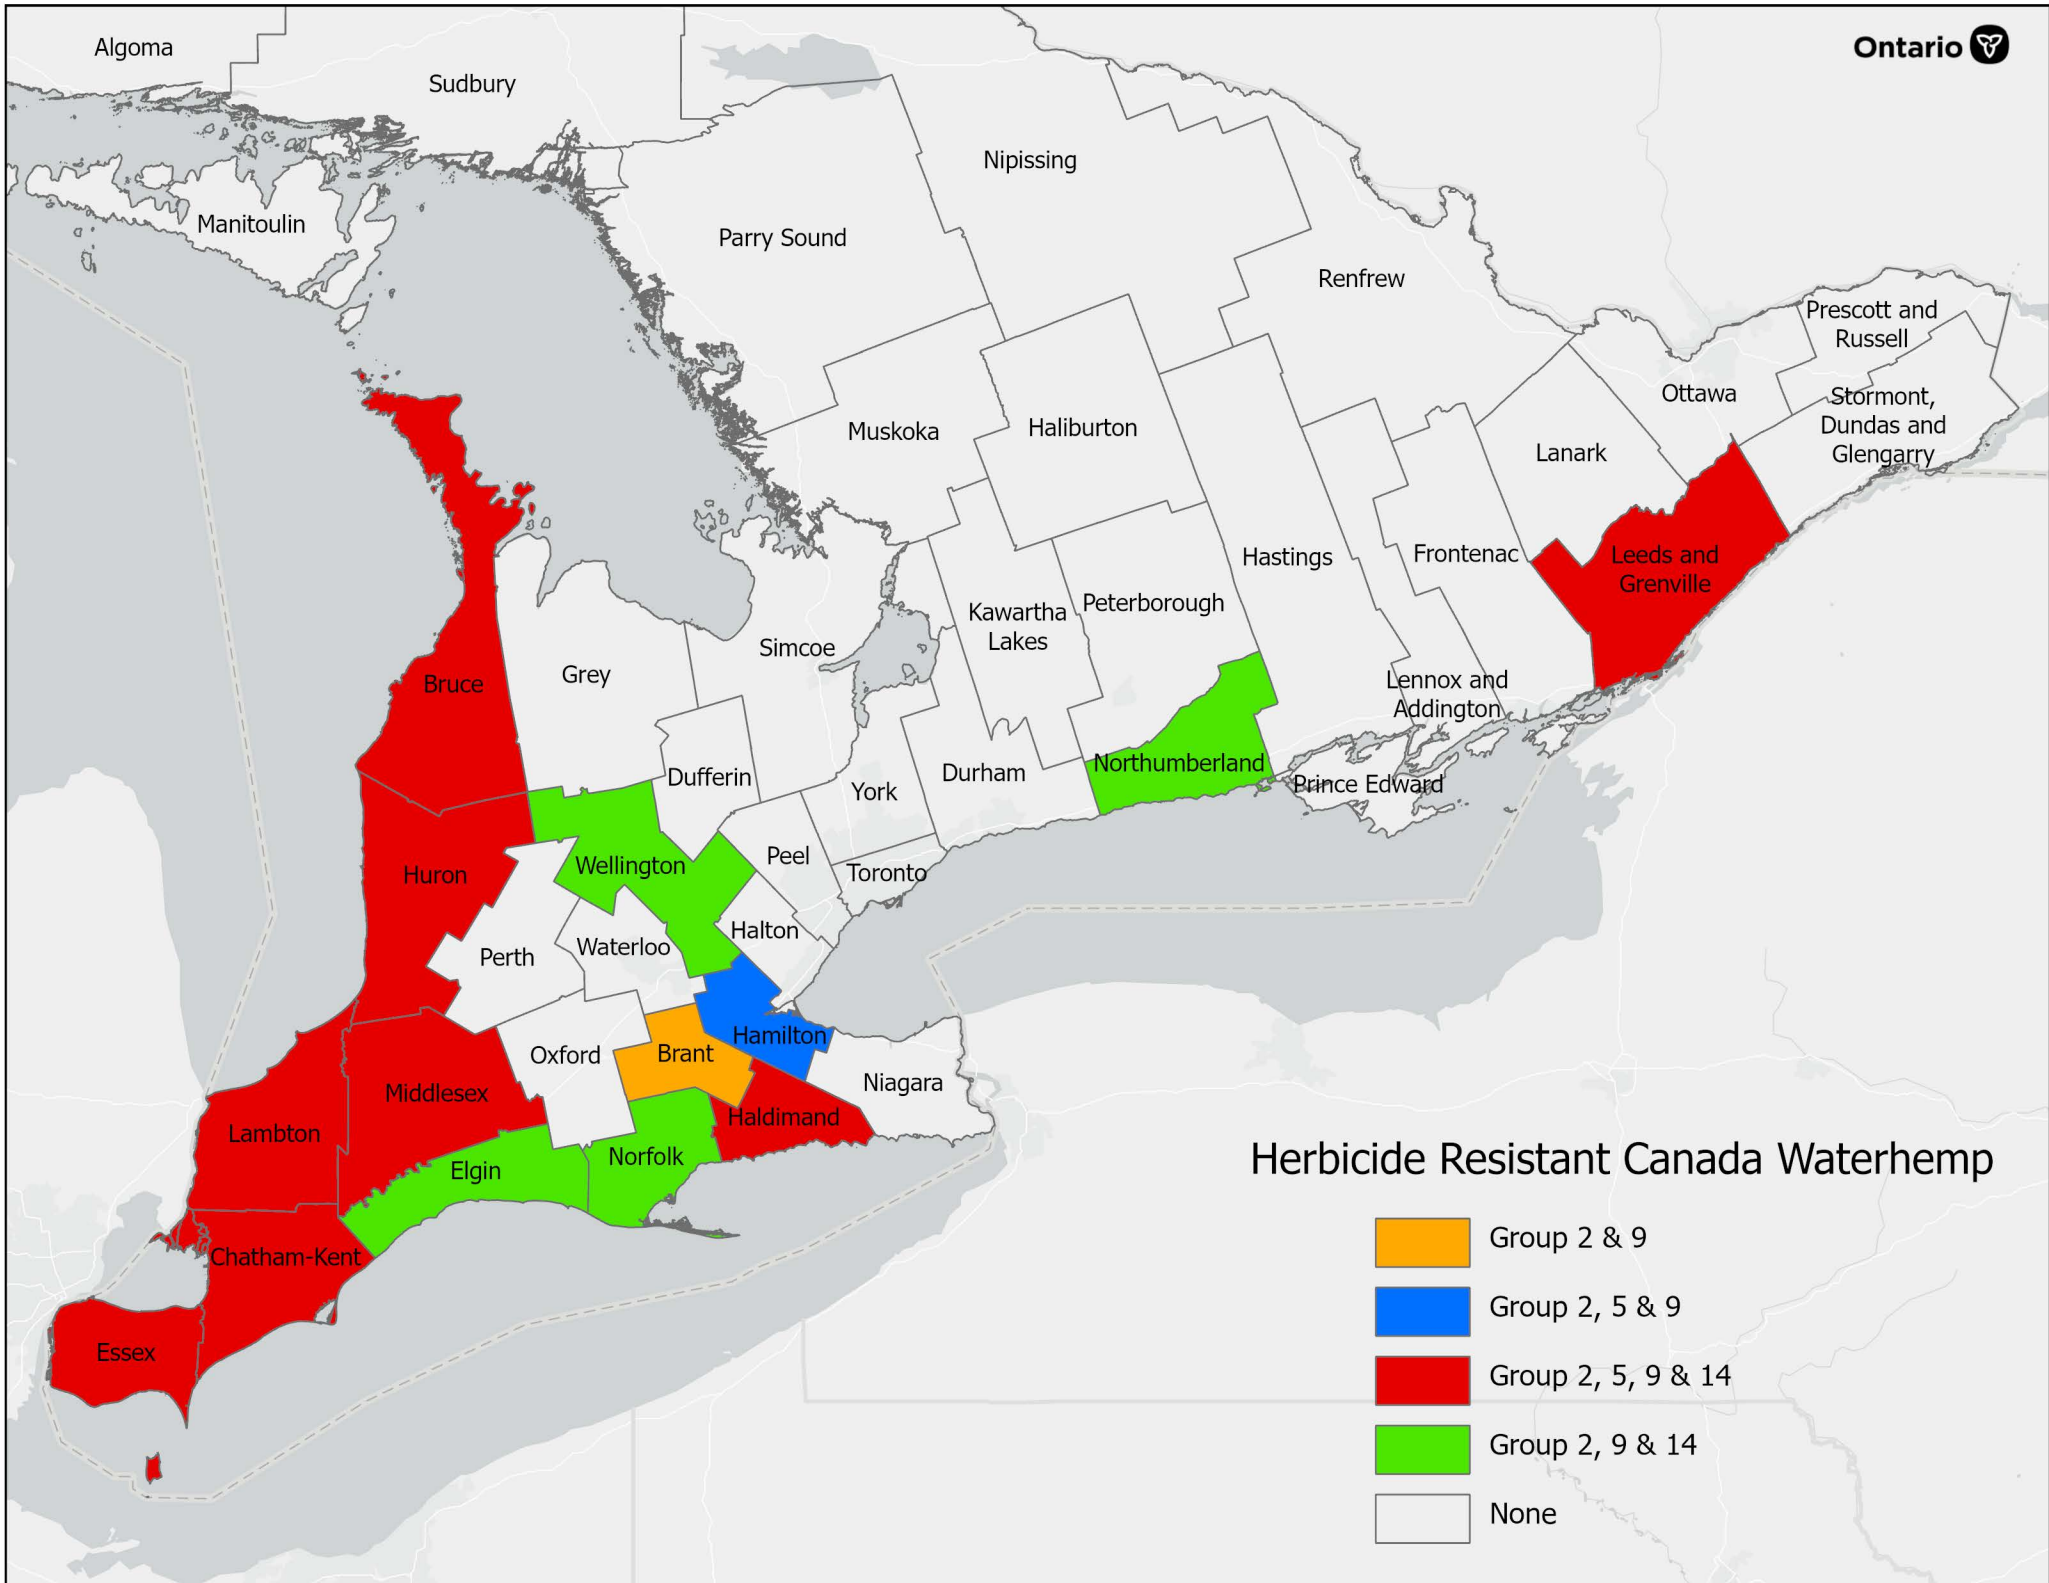 Algoma
Ontario
Sudbury
Nipissing
Manitoulin
Parry Sound
Renfrew
Prescott and
Russell
Ottawa
Stormont,
Dundas and
Glengarry
Muskoka
Haliburton
Lanark
Hastings
Frontenac
Leeds and
Grenville
Kawartha
Lakes
Peterborough
Simcoe
Grey
Bruce
Lennox and
Addington
Northumberland
Durham
Dufferin
York
Prince Edward
Peel
Wellington
Huron
Toronto
Halton
Waterloo
Perth
Hamilton
Brant
Oxford
Niagara
Middlesex
Haldimand
Lambton
Norfolk
Elgin
Chatham-Kent
Essex
Herbicide Resistant Canada Waterhemp
Group 2 & 9
Group 2, 5 & 9
Group 2, 5, 9 & 14
Group 2, 9 & 14
None